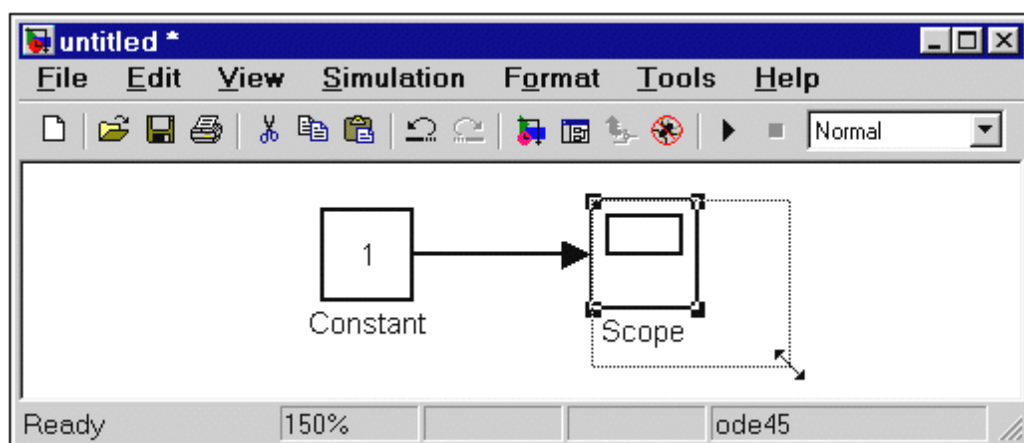 untitled *
File Edit View Simulation Format Tools Help
Normal
1
Constant
Scope
Ready 150% ode45